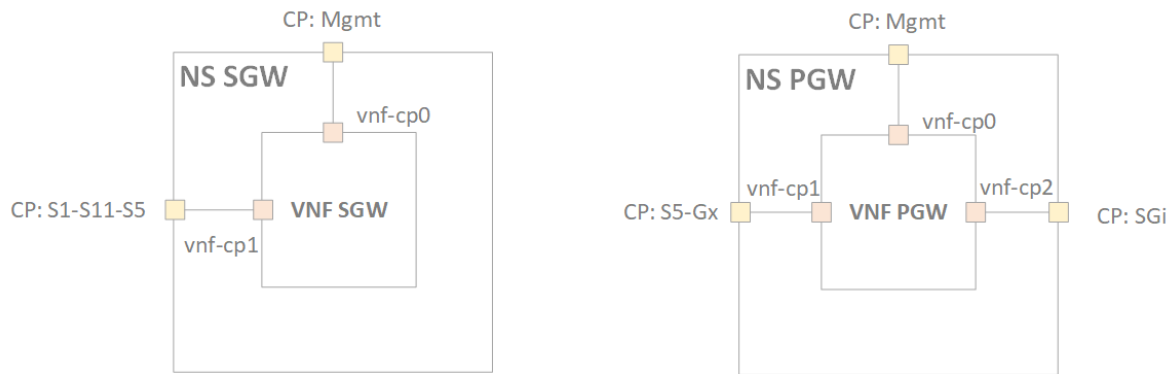 CP: Mgmt
NS SGW
vnf-cp0
CP: S1-S11-S5
VNF SGW
vnf-cp1
CP: Mgmt
NS PGW
vnf-cp0
vnf-cp1
vnf-cp2
CP: S5-Gx
VNF PGW
CP: SGi